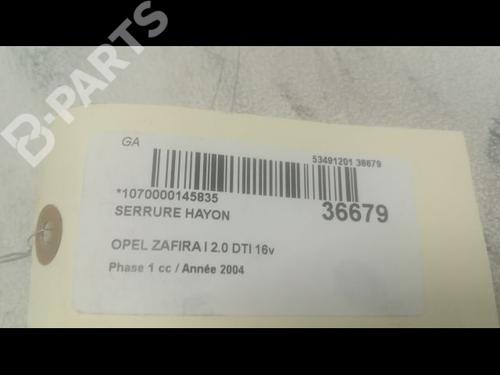 B-PARTS
GA
53491201 36679
*1070000145835
SERRURE HAYON
36679
OPEL ZAFIRA I 2.0 DTI 16v
Phase 1 cc / Année 2004